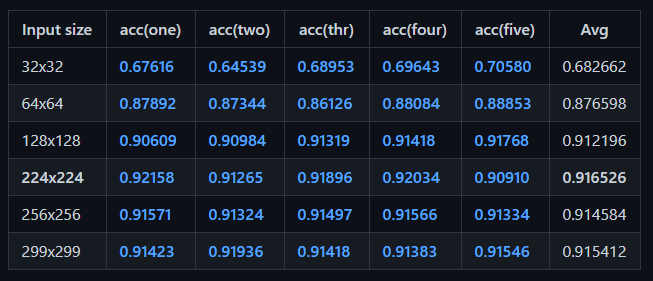 Input size acc(one) acc(two) acc(thr) acc(four) acc(five) Avg
32x32 0.67616 0.64539 0.68953 0.69643 0.70580 0.682662
64x64 0.87892 0.87344 0.86126 0.88084 0.88853 0.876598
128x128 0.90609 0.90984 0.91319 0.91418 0.91768 0.912196
224x224 0.92158 0.91265 0.91896 0.92034 0.90910 0.916526
256x256 0.91571 0.91324 0.91497 0.91566 0.91334 0.914584
299x299 0.91423 0.91936 0.91418 0.91383 0.91546 0.915412